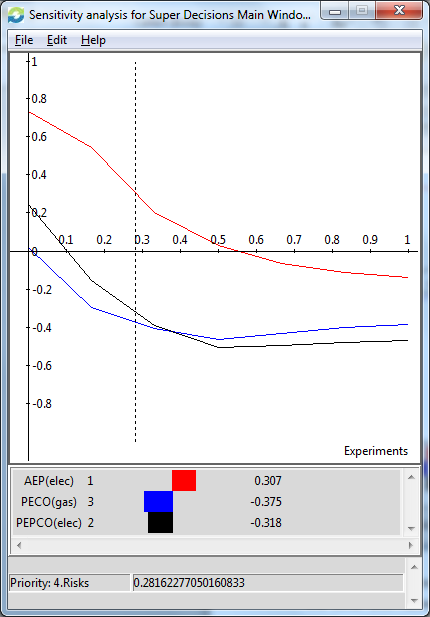 Sensitivity analysis for Super Decisions Main Windo...
File Edit Help
1
0.8
0.6
0.4
0.2
0
0.1 0.2 0.3 0.4 0.5 0.6 0.7 0.8 0.9 1
-0.2
-0.4
-0.6
-0.8
Experiments
AEP(elec) 1 0.307
PECO(gas) 3 -0.375
PEPCO(elec) 2 -0.318
Priority: 4.Risks 0.28162277050160833